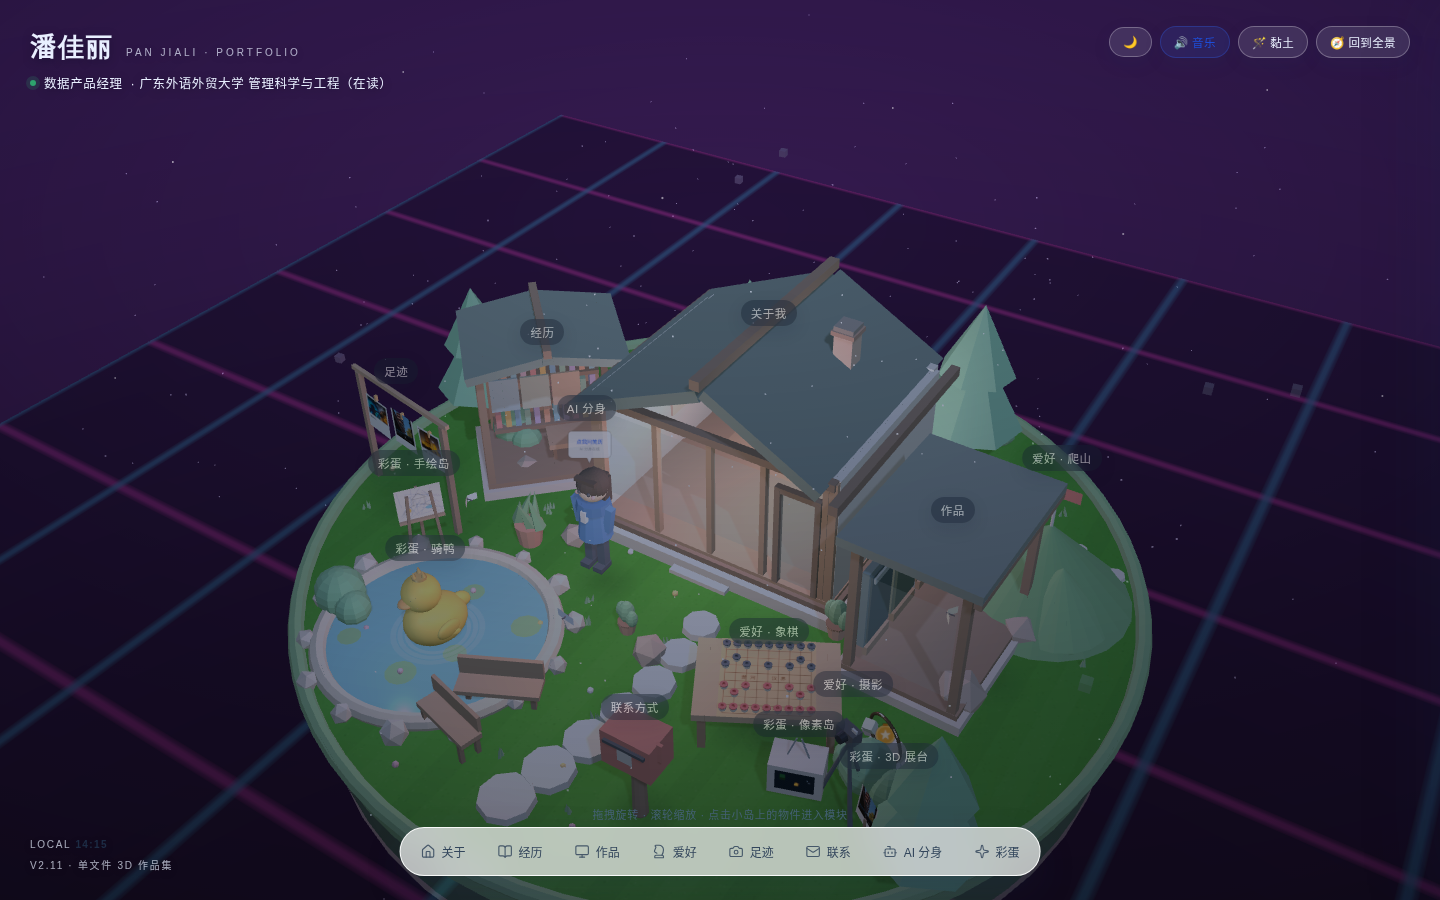 潘佳丽 PAN JIALI · PORTFOLIO
数据产品经理 · 广东外语外贸大学 管理科学与工程（在读）
音乐
黏土
回到全景
关于我
经历
足迹
AI 分身
彩蛋 · 手绘岛
爱好 · 爬山
作品
彩蛋 · 骑鸭
爱好 · 象棋
爱好 · 摄影
联系方式
彩蛋 · 像素岛
彩蛋 · 3D 展台
拖拽旋转 · 滚轮缩放 · 点击小岛上的物件进入模块
LOCAL 14:15
V2.11 · 单文件 3D 作品集
关于
经历
作品
爱好
足迹
联系
AI 分身
彩蛋